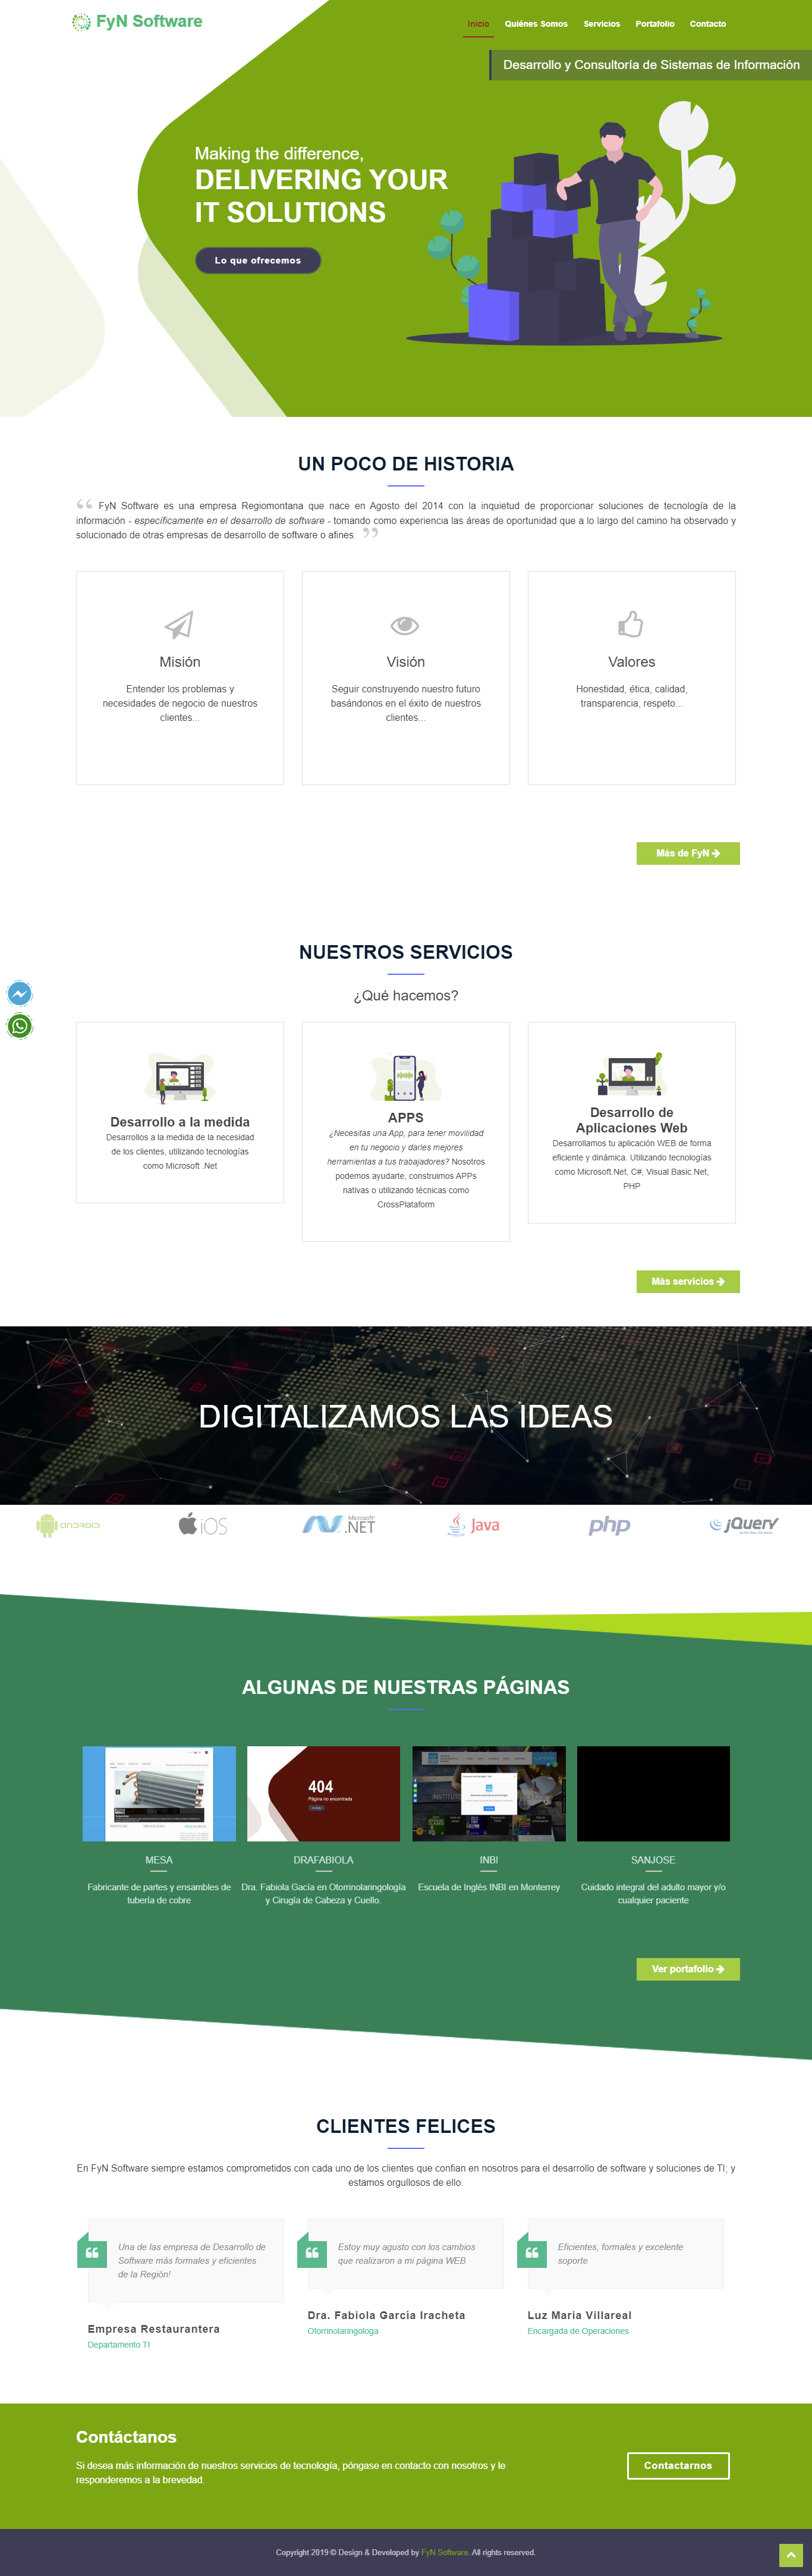 FyN Software
Inicio Quiénes Somos Servicios Portafolio Contacto
Desarrollo y Consultoría de Sistemas de Información
Making the difference,
DELIVERING YOUR
IT SOLUTIONS
Lo que ofrecemos
UN POCO DE HISTORIA
FyN Software es una empresa Regiomontana que nace en Agosto del 2014 con la inquietud de proporcionar soluciones de tecnología de la
información - específicamente en el desarrollo de software - tomando como experiencia las áreas de oportunidad que a lo largo del camino ha observado y
solucionado de otras empresas de desarrollo de software o afines.
Misión
Entender los problemas y
necesidades de negocio de nuestros
clientes...
Visión
Seguir construyendo nuestro futuro
basándonos en el éxito de nuestros
clientes...
Valores
Honestidad, ética, calidad,
transparencia, respeto...
Más de FyN
NUESTROS SERVICIOS
¿Qué hacemos?
Desarrollo a la medida
Desarrollos a la medida de la necesidad
de los clientes, utilizando tecnologías
como Microsoft .Net
APPS
¿Necesitas una App, para tener movilidad
en tu negocio y darles mejores
herramientas a tus trabajadores? Nosotros
podemos ayudarte, construimos APPs
nativas o utilizando técnicas como
CrossPlataform
Desarrollo de
Aplicaciones Web
Desarrollamos tu aplicación WEB de forma
eficiente y dinámica. Utilizando tecnologías
como Microsoft.Net, C#, Visual Basic.Net,
PHP
Más servicios
DIGITALIZAMOS LAS IDEAS
ANDROID
iOS
Microsoft
.NET
Java
php
jQuery
ALGUNAS DE NUESTRAS PÁGINAS
404
Página no encontrada
MESA
Fabricante de partes y ensambles de
tubería de cobre
DRAFABIOLA
Dra. Fabiola Gacía en Otorrinolaringología
y Cirugía de Cabeza y Cuello.
INBI
Escuela de Inglés INBI en Monterrey
SANJOSE
Cuidado integral del adulto mayor y/o
cualquier paciente
Ver portafolio
CLIENTES FELICES
En FyN Software siempre estamos comprometidos con cada uno de los clientes que confian en nosotros para el desarrollo de software y soluciones de TI; y
estamos orgullosos de ello.
Una de las empresa de Desarrollo de
Software más formales y eficientes
de la Región!
Empresa Restaurantera
Departamento TI
Estoy muy agusto con los cambios
que realizaron a mi página WEB
Dra. Fabiola García Iracheta
Otorrinolaringologa
Eficientes, formales y excelente
soporte
Luz María Villareal
Encargada de Operaciones
Contáctanos
Si desea más información de nuestros servicios de tecnología, póngase en contacto con nosotros y le
responderemos a la brevedad.
Contactarnos
Copyright 2019 © Design & Developed by FyN Software. All rights reserved.